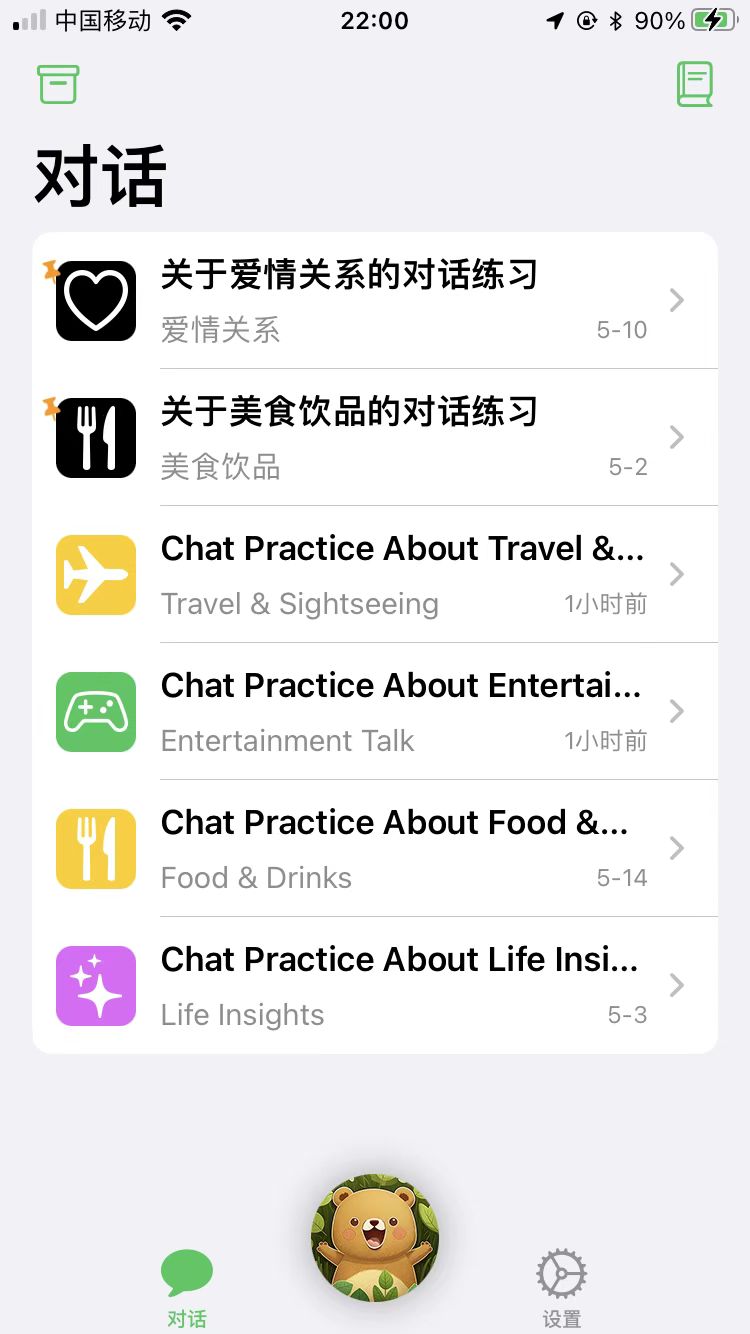 中国移动
22:00
90%
对话
关于爱情关系的对话练习
爱情关系
5-10
关于美食饮品的对话练习
美食饮品
5-2
Chat Practice About Travel &...
Travel & Sightseeing
1小时前
Chat Practice About Entertai...
Entertainment Talk
1小时前
Chat Practice About Food &...
Food & Drinks
5-14
Chat Practice About Life Insi...
Life Insights
5-3
对话
设置